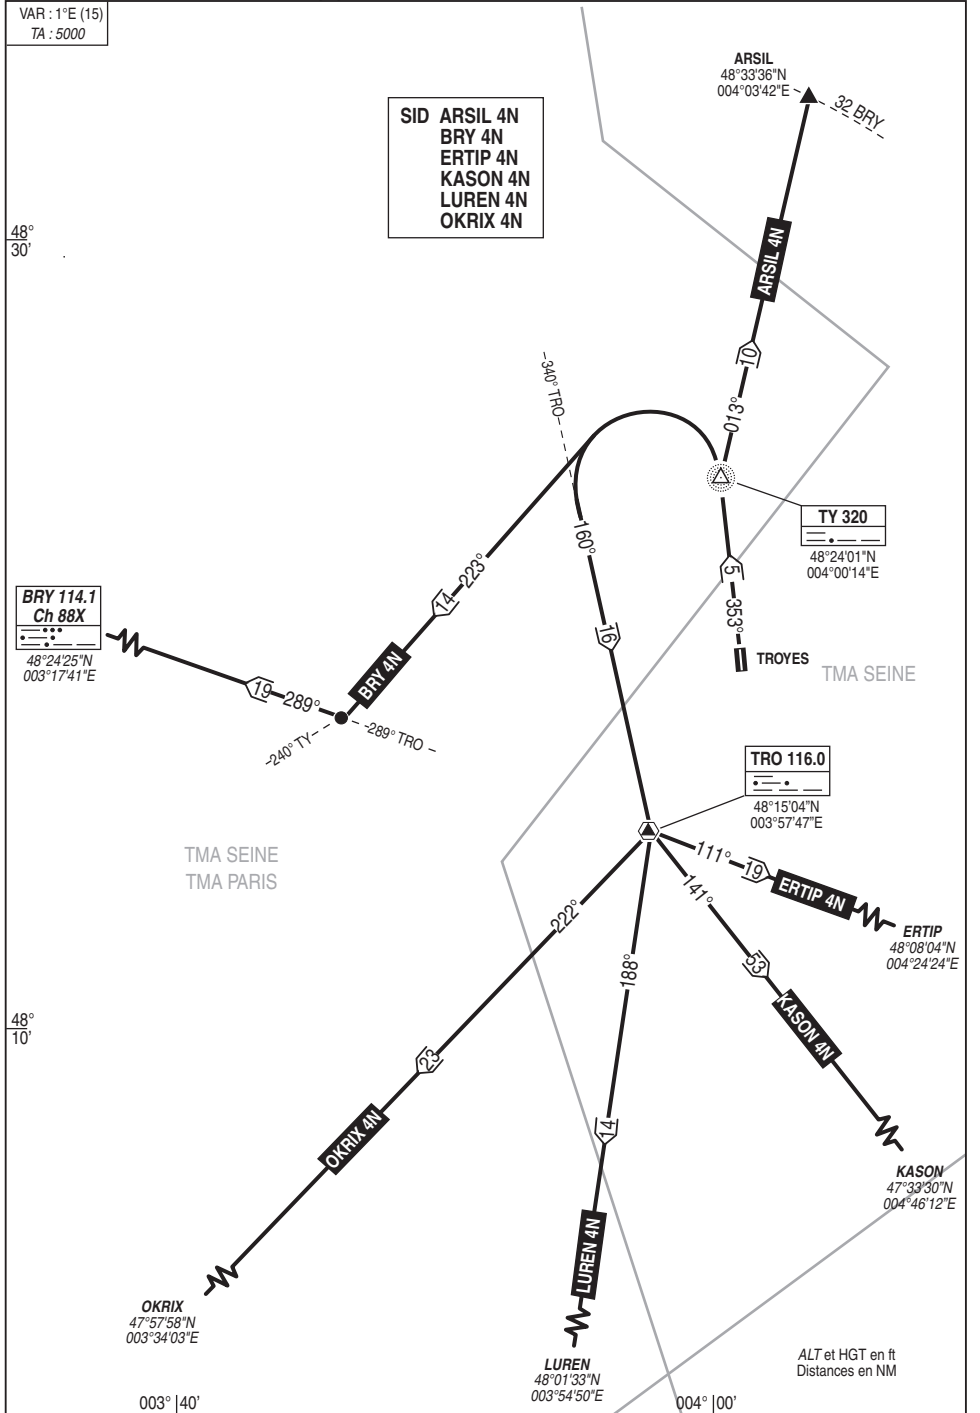 VAR : 1°E (15)
TA : 5000
ARSIL
48°33'36"N
004°03'42"E
32 BRY
SID ARSIL 4N
BRY 4N
ERTIP 4N
KASON 4N
LUREN 4N
OKRIX 4N
48°
30'
ARSIL 4N
10
013°
340° TRO
TY 320
48°24'01"N
004°00'14"E
160°
223°
14
5
353°
BRY 114.1
Ch 88X
48°24'25"N
003°17'41"E
16
BRY 4N
TROYES
TMA SEINE
19
289°
240° TY
289° TRO
TRO 116.0
48°15'04"N
003°57'47"E
TMA SEINE
TMA PARIS
111°
19
ERTIP 4N
141°
222°
ERTIP
48°08'04"N
004°24'24"E
188°
53
48°
10'
KASON 4N
23
OKRIX 4N
14
KASON
47°33'30"N
004°46'12"E
LUREN 4N
OKRIX
47°57'58"N
003°34'03"E
LUREN
48°01'33"N
003°54'50"E
ALT et HGT en ft
Distances en NM
003° 40'
004° 00'